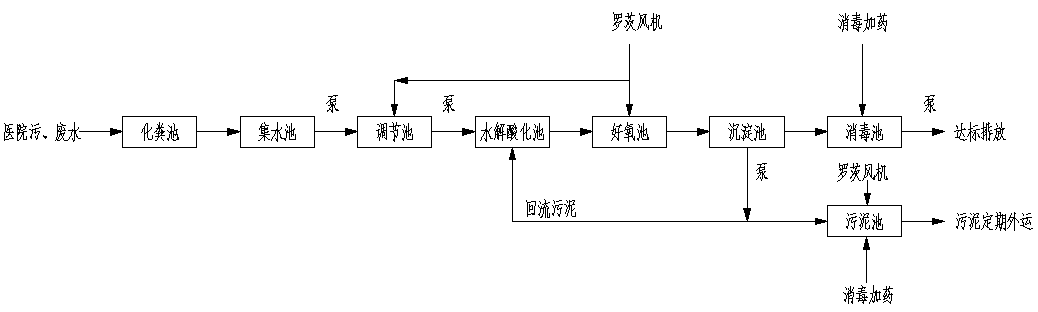 罗茨风机
消毒加药
泵
泵
泵
医院污、废水
化粪池
集水池
调节池
水解酸化池
好氧池
沉淀池
消毒池
达标排放
泵
罗茨风机
回流污泥
污泥池
污泥定期外运
消毒加药